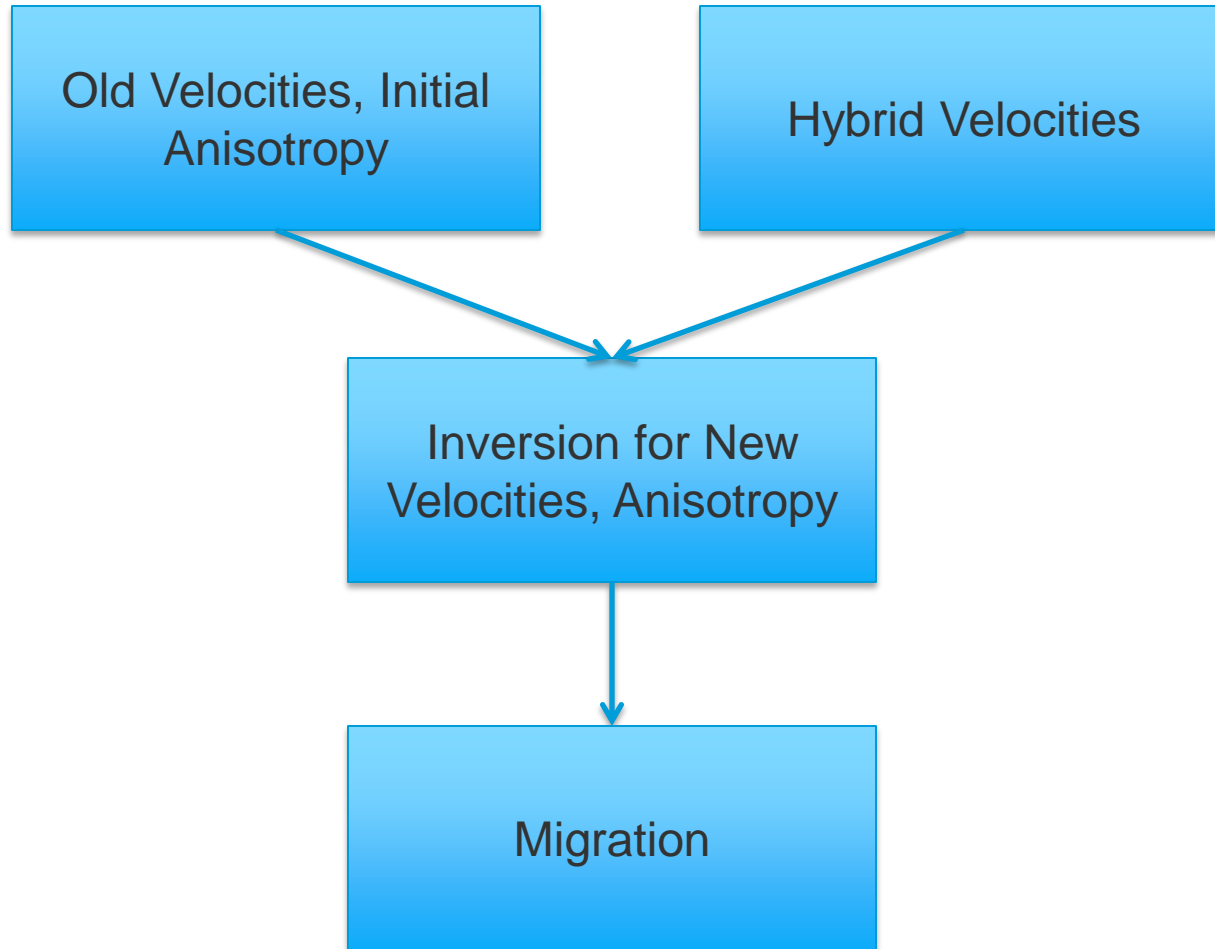 Old Velocities, Initial
Anisotropy
Hybrid Velocities
Inversion for New
Velocities, Anisotropy
Migration